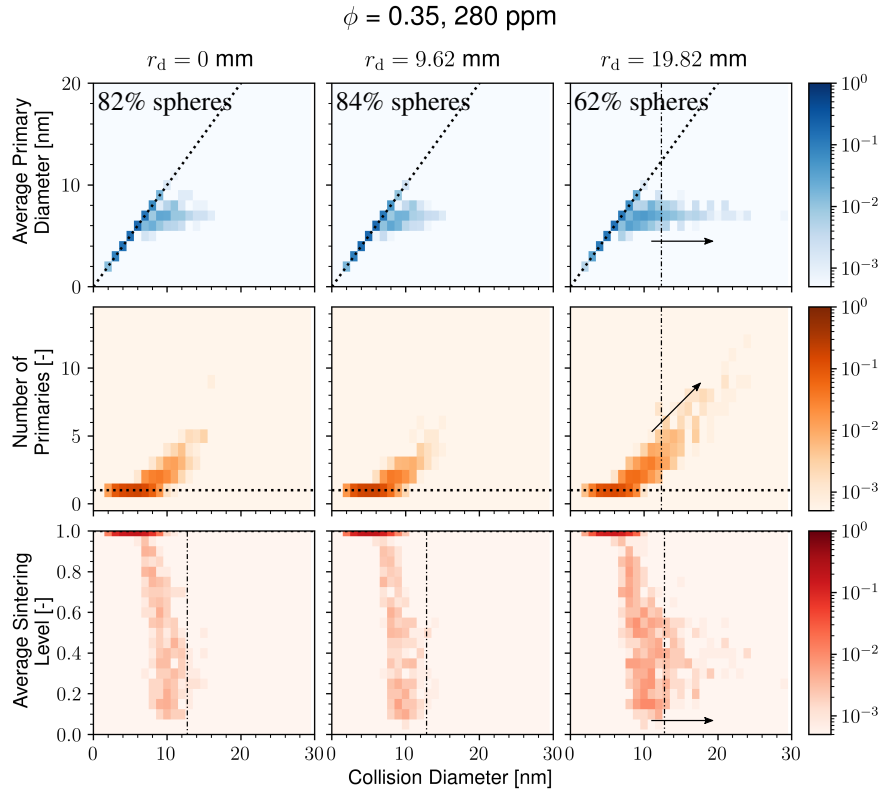 ϕ = 0.35, 280 ppm
r_d = 0 mm
r_d = 9.62 mm
r_d = 19.82 mm
Average Primary
Diameter [nm]
20
10
0
82% spheres
84% spheres
62% spheres
10^0
10^−1
10^−2
10^−3
Number of
Primaries [-]
10
5
0
10^0
10^−1
10^−2
10^−3
Average Sintering
Level [-]
1.0
0.8
0.6
0.4
0.2
0.0
10^0
10^−1
10^−2
10^−3
0 10 20 30 0 10 20 30 0 10 20 30
Collision Diameter [nm]